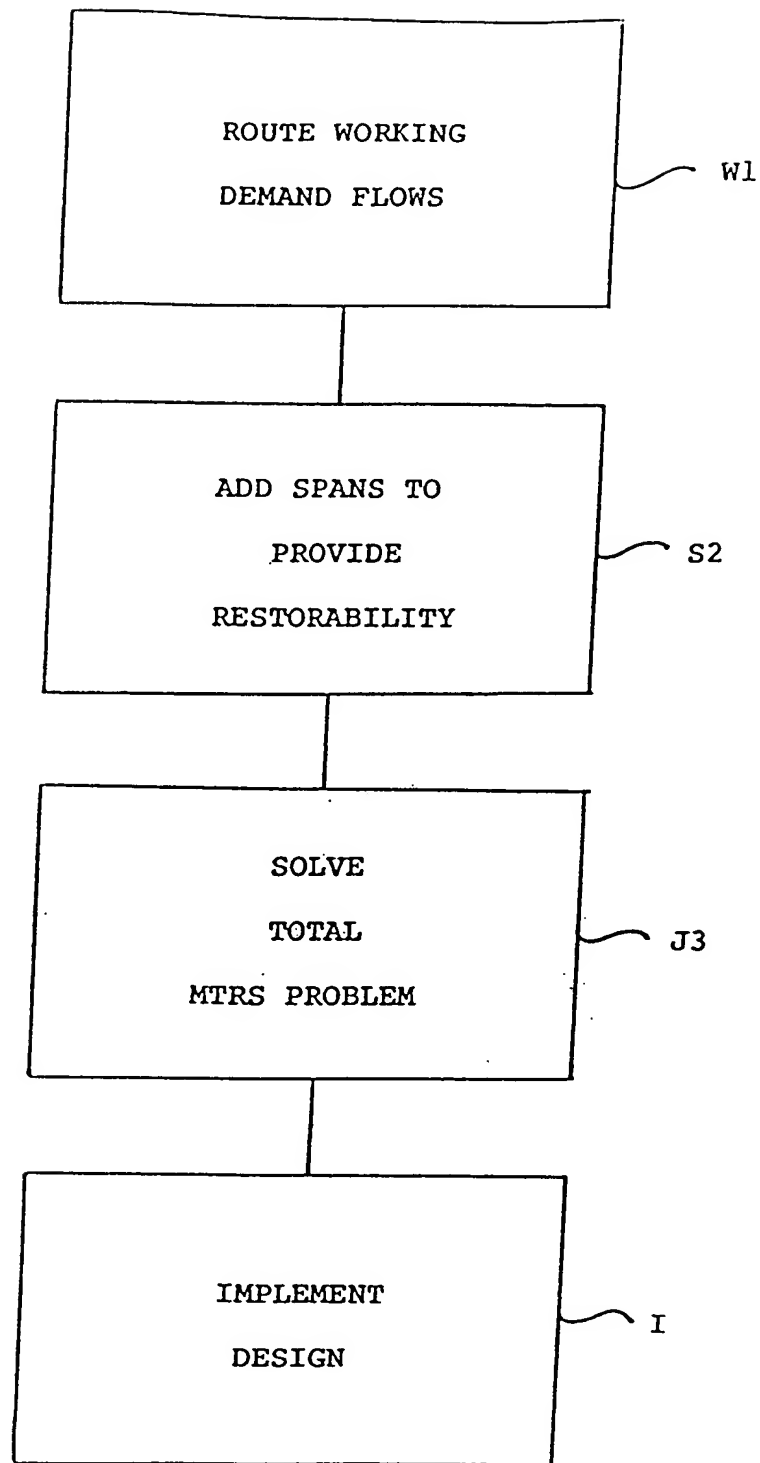 ROUTE WORKING
DEMAND FLOWS
W1
ADD SPANS TO
PROVIDE
RESTORABILITY
S2
SOLVE
TOTAL
MTRS PROBLEM
J3
IMPLEMENT
DESIGN
I